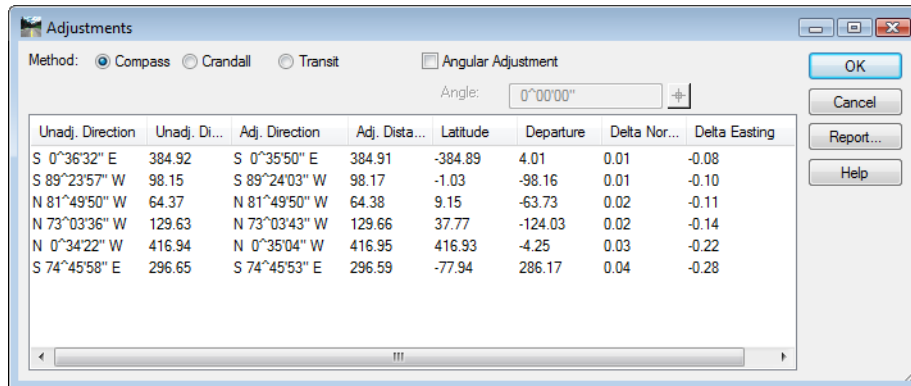 Adjustments
Method: Compass Crandall Transit Angular Adjustment
OK
Angle: 0^00'00"
Cancel
Unadj. Direction Unadj. Di... Adj. Direction Adj. Dista... Latitude Departure Delta Nor... Delta Easting
Report...
S 0^36'32" E 384.92 S 0^35'50" E 384.91 -384.89 4.01 0.01 -0.08
S 89^23'57" W 98.15 S 89^24'03" W 98.17 -1.03 -98.16 0.01 -0.10
Help
N 81^49'50" W 64.37 N 81^49'50" W 64.38 9.15 -63.73 0.02 -0.11
N 73^03'36" W 129.63 N 73^03'43" W 129.66 37.77 -124.03 0.02 -0.14
N 0^34'22" W 416.94 N 0^35'04" W 416.95 416.93 -4.25 0.03 -0.22
S 74^45'58" E 296.65 S 74^45'53" E 296.59 -77.94 286.17 0.04 -0.28